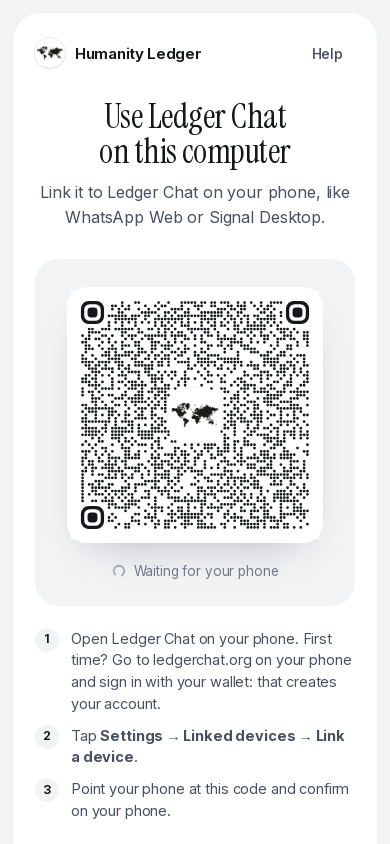 Humanity Ledger
Help
Use Ledger Chat
on this computer
Link it to Ledger Chat on your phone, like
WhatsApp Web or Signal Desktop.
Waiting for your phone
1
Open Ledger Chat on your phone. First
time? Go to ledgerchat.org on your phone
and sign in with your wallet: that creates
your account.
2
Tap Settings → Linked devices → Link
a device.
3
Point your phone at this code and confirm
on your phone.